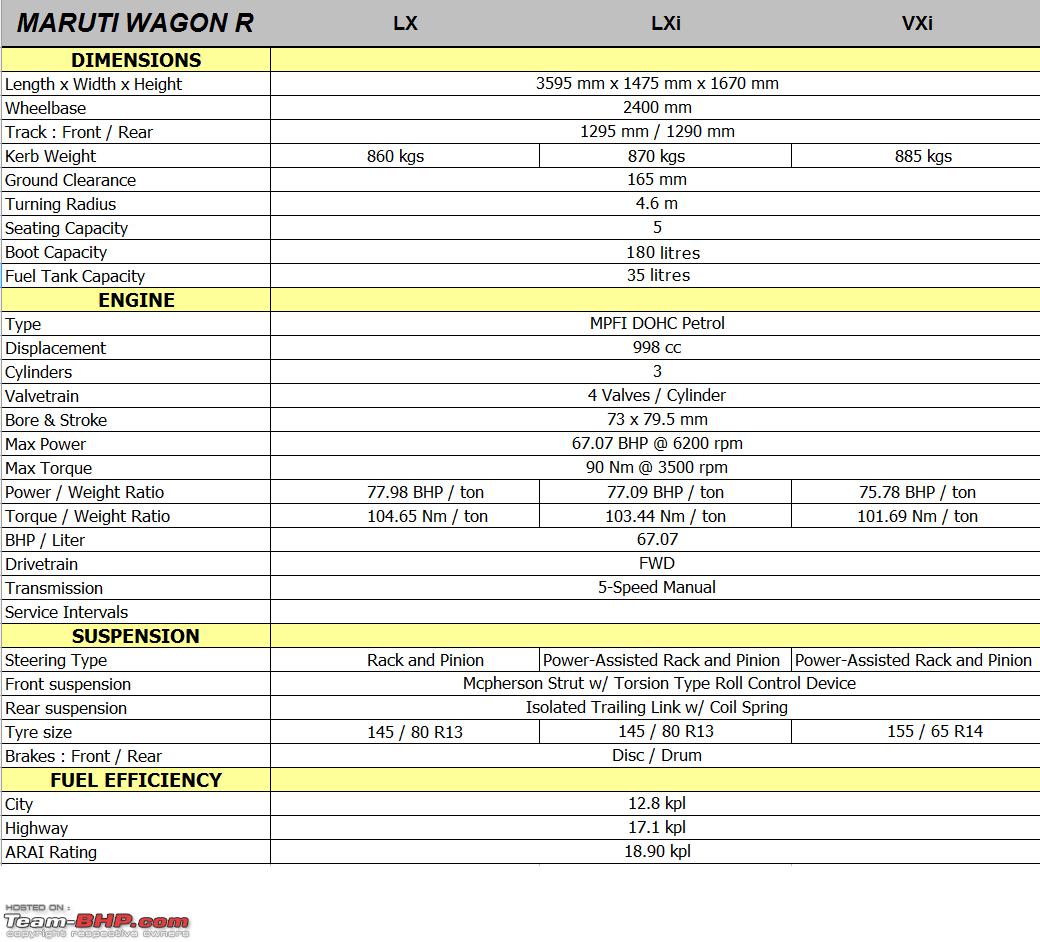 MARUTI WAGON R LX LXi VXi
DIMENSIONS
Length x Width x Height 3595 mm x 1475 mm x 1670 mm
Wheelbase 2400 mm
Track : Front / Rear 1295 mm / 1290 mm
Kerb Weight 860 kgs 870 kgs 885 kgs
Ground Clearance 165 mm
Turning Radius 4.6 m
Seating Capacity 5
Boot Capacity 180 litres
Fuel Tank Capacity 35 litres
ENGINE
Type MPFI DOHC Petrol
Displacement 998 cc
Cylinders 3
Valvetrain 4 Valves / Cylinder
Bore & Stroke 73 x 79.5 mm
Max Power 67.07 BHP @ 6200 rpm
Max Torque 90 Nm @ 3500 rpm
Power / Weight Ratio 77.98 BHP / ton 77.09 BHP / ton 75.78 BHP / ton
Torque / Weight Ratio 104.65 Nm / ton 103.44 Nm / ton 101.69 Nm / ton
BHP / Liter 67.07
Drivetrain FWD
Transmission 5-Speed Manual
Service Intervals
SUSPENSION
Steering Type Rack and Pinion Power-Assisted Rack and Pinion Power-Assisted Rack and Pinion
Front suspension Mcpherson Strut w/ Torsion Type Roll Control Device
Rear suspension Isolated Trailing Link w/ Coil Spring
Tyre size 145 / 80 R13 145 / 80 R13 155 / 65 R14
Brakes : Front / Rear Disc / Drum
FUEL EFFICIENCY
City 12.8 kpl
Highway 17.1 kpl
ARAI Rating 18.90 kpl
HOSTED ON :
Team-BHP.com
copyright respective owners